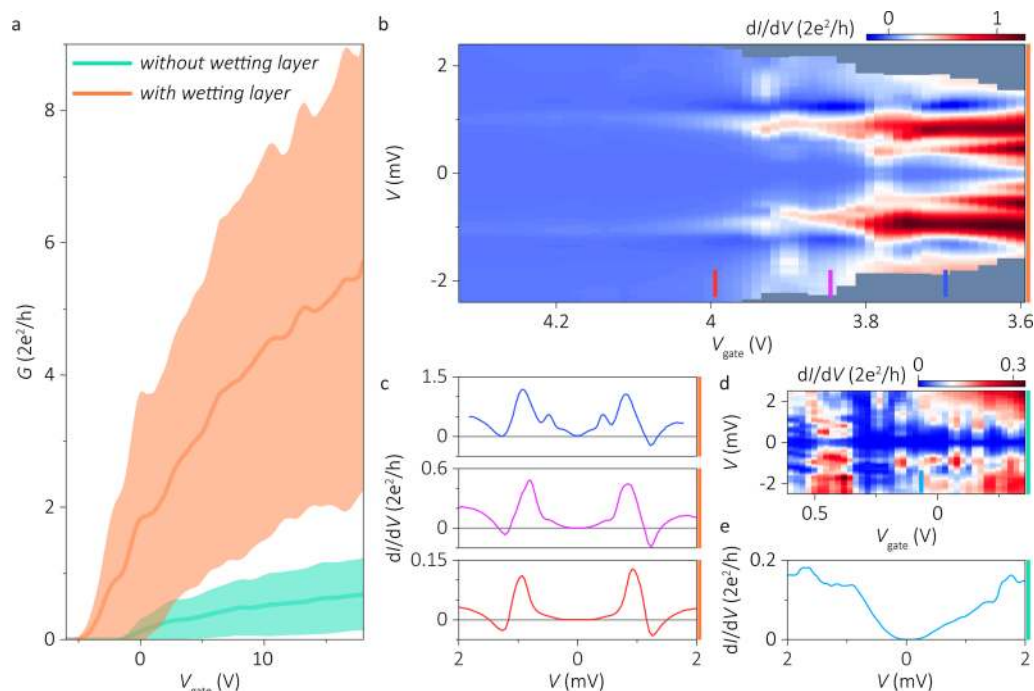 a
without wetting layer
with wetting layer
8
6
4
2
0
G (2e²/h)
0
10
V_gate (V)
b
dI/dV (2e²/h)
0
1
2
0
-2
V (mV)
4.2
4
3.8
3.6
V_gate (V)
c
1.5
0
0.6
0
0.15
0
dI/dV (2e²/h)
2
0
2
V (mV)
d
dI/dV (2e²/h)
0
0.3
2
0
-2
V (mV)
0.5
0
V_gate (V)
e
0.2
0
dI/dV (2e²/h)
2
0
2
V (mV)